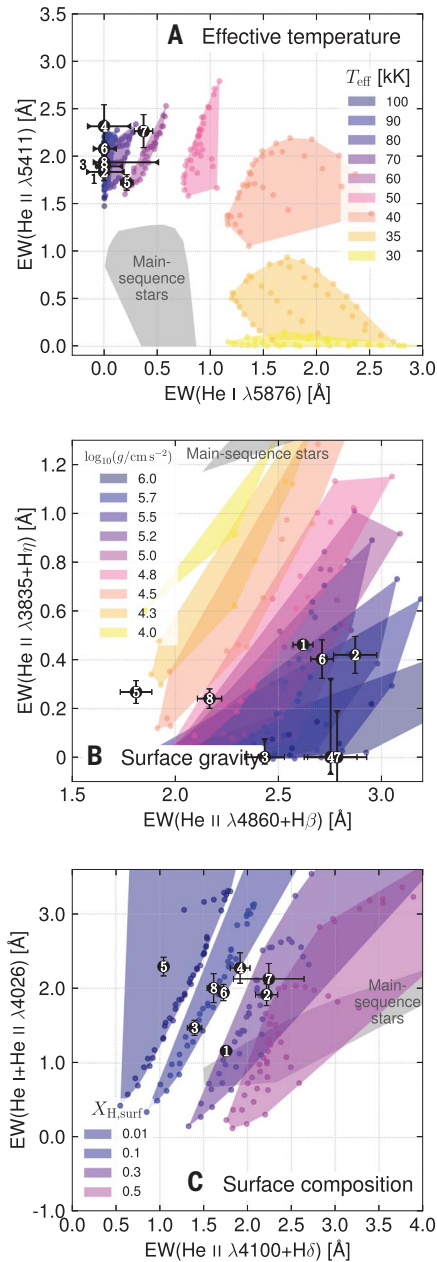 A Effective temperature
T_eff [kK]
100
90
80
70
60
50
40
35
30
Main-
sequence
stars
3.5
3.0
2.5
2.0
1.5
1.0
0.5
0.0
EW(He II λ5411) [Å]
4
7
6
3
8
1
5
0.0 0.5 1.0 1.5 2.0 2.5 3.0
EW(He I λ5876) [Å]
log₁₀(g/cm s⁻²)
6.0
5.7
5.5
5.2
5.0
4.8
4.5
4.3
4.0
Main-sequence stars
1.2
1.0
0.8
0.6
0.4
0.2
0
EW(He II λ3835+Hη) [Å]
1
6
2
5
8
3
4
7
B Surface gravity
1.5 2.0 2.5 3.0
EW(He II λ4860+Hβ) [Å]
3.0
2.0
1.0
0.0
-1.0
EW(He I+He II λ4026) [Å]
5
4
7
8
6
2
3
1
Main-
sequence
stars
X_H,surf
0.01
0.1
0.3
0.5
C Surface composition
0.0 0.5 1.0 1.5 2.0 2.5 3.0 3.5 4.0
EW(He II λ4100+Hδ) [Å]